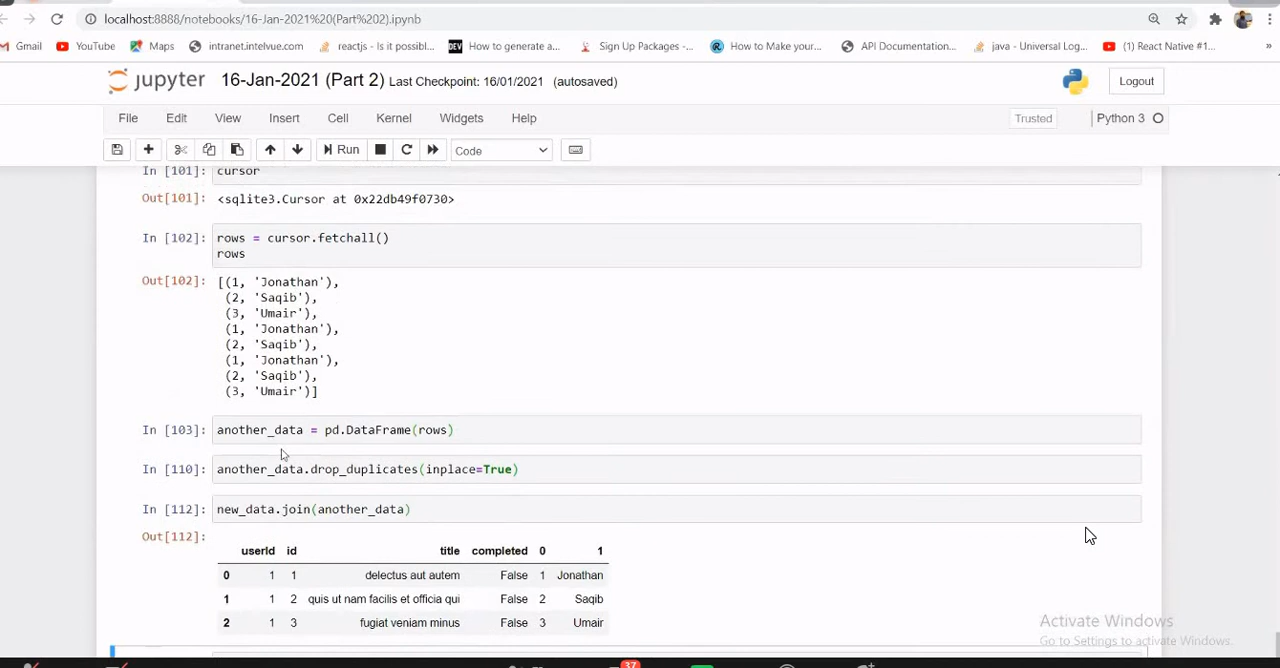 localhost:8888/notebooks/16-Jan-2021%20(Part%202).ipynb
Gmail YouTube Maps intranet.intelvue.com reactjs - Is it possibl... DEV How to generate a... Sign Up Packages -... How To Make your... API Documentation... java - Universal Log... (1) React Native #1... »
jupyter 16-Jan-2021 (Part 2) Last Checkpoint: 16/01/2021 (autosaved) Logout
File Edit View Insert Cell Kernel Widgets Help Trusted Python 3
Run Code
In [101]: cursor
Out[101]: <sqlite3.Cursor at 0x22db49f0730>
In [102]: rows = cursor.fetchall()
rows
Out[102]: [(1, 'Jonathan'),
(2, 'Saqib'),
(3, 'Umair'),
(1, 'Jonathan'),
(2, 'Saqib'),
(1, 'Jonathan'),
(2, 'Saqib'),
(3, 'Umair')]
In [103]: another_data = pd.DataFrame(rows)
In [110]: another_data.drop_duplicates(inplace=True)
In [112]: new_data.join(another_data)
Out[112]:
userId id title completed 0 1
0 1 1 delectus aut autem False 1 Jonathan
1 1 2 quis ut nam facilis et officia qui False 2 Saqib
2 1 3 fugiat veniam minus False 3 Umair
Activate Windows
Go to Settings to activate Windows.
37